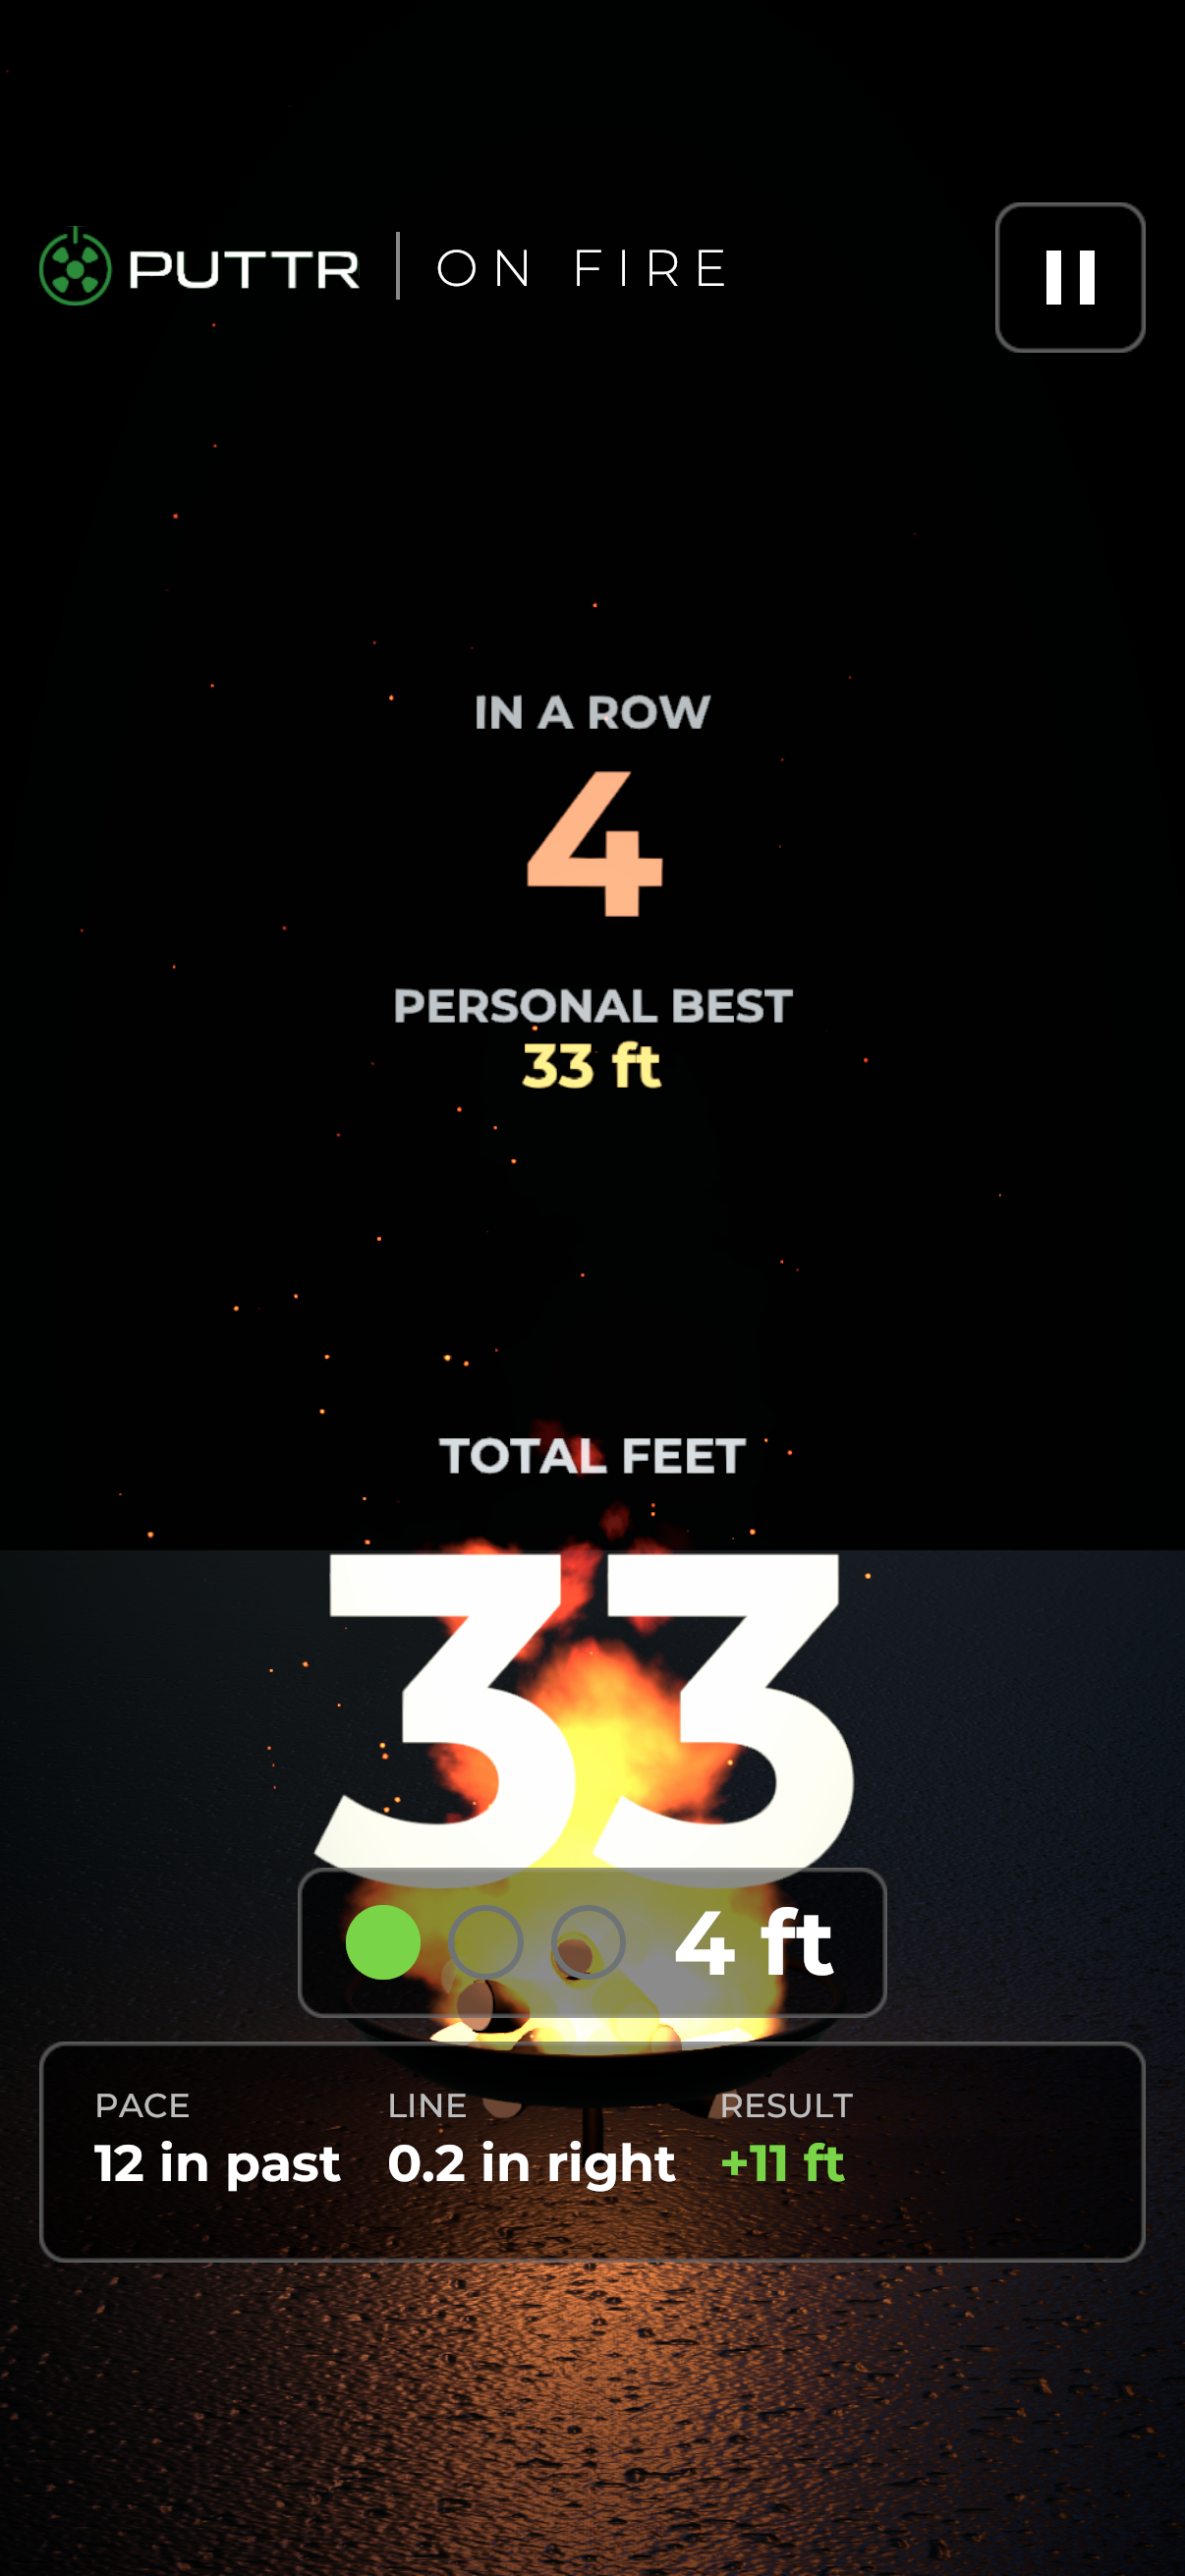 PUTTR | ON FIRE
IN A ROW
4
PERSONAL BEST
33 ft
TOTAL FEET
33
4 ft
PACE LINE RESULT
12 in past 0.2 in right +11 ft